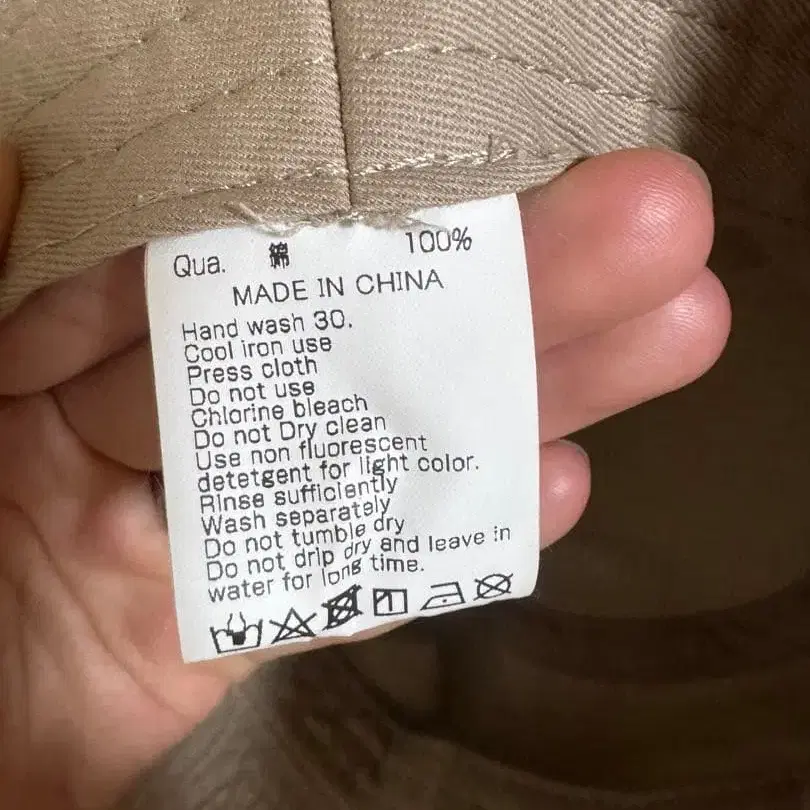 Qua. 綿 100%
MADE IN CHINA
Hand wash 30.
Cool iron use
Press cloth
Do not use
Chlorine bleach
Do not Dry clean
Use non fluorescent
detetgent for light color.
Rinse sufficiently
Wash separately
Do not tumble dry
Do not drip dry and leave in
water for long time.